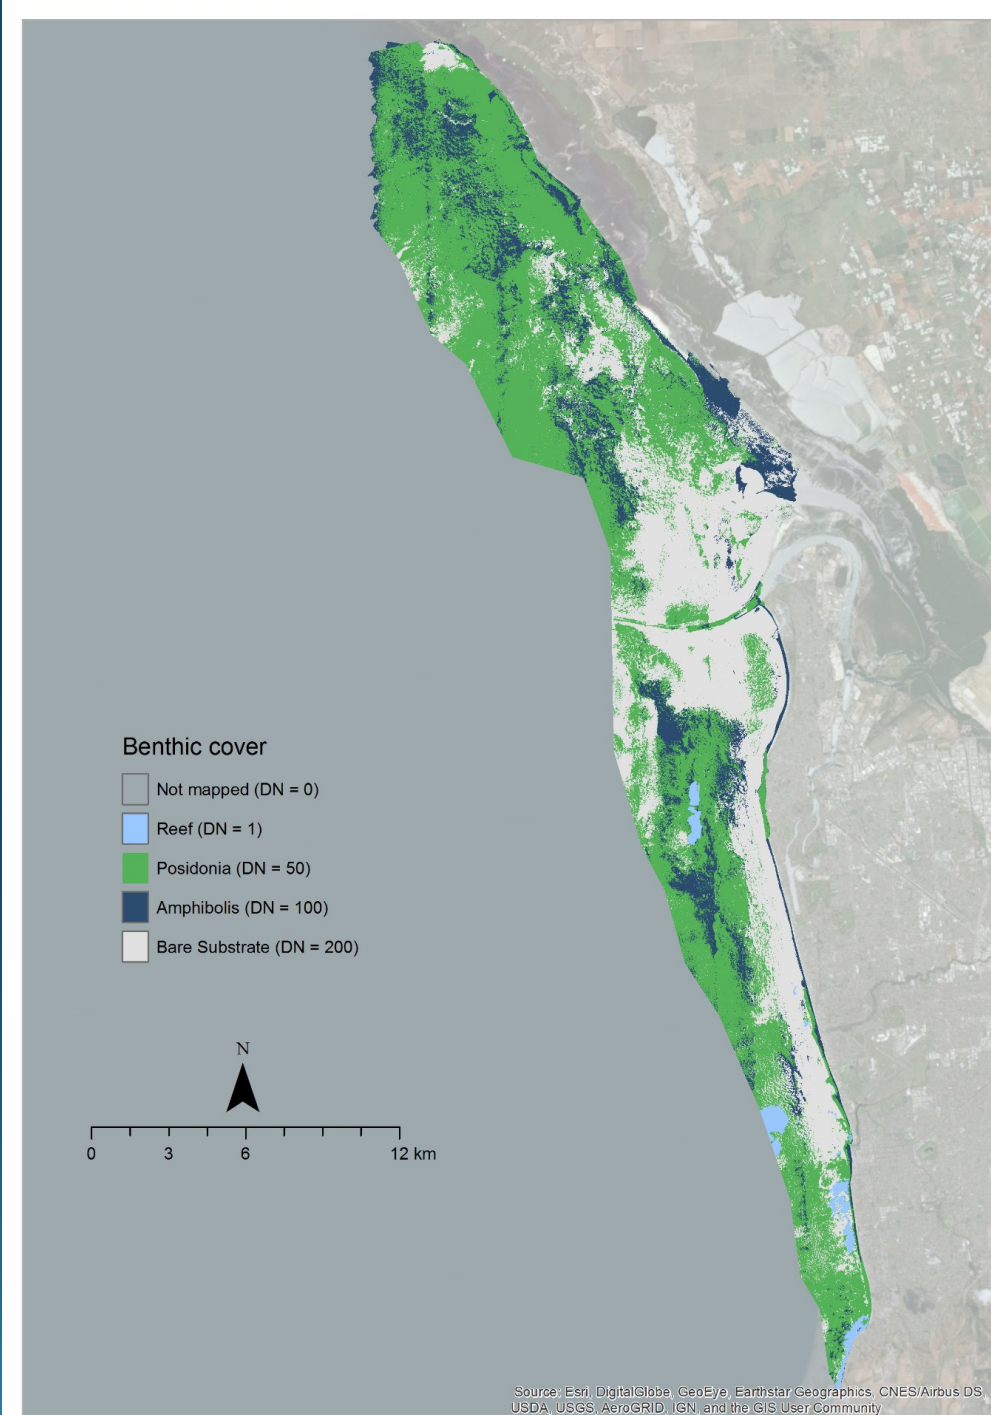 Benthic cover
Not mapped (DN = 0)
Reef (DN = 1)
Posidonia (DN = 50)
Amphibolis (DN = 100)
Bare Substrate (DN = 200)
N
0 3 6 12 km
Source: Esri, DigitalGlobe, GeoEye, Earthstar Geographics, CNES/Airbus DS,
USDA, USGS, AeroGRID, IGN, and the GIS User Community